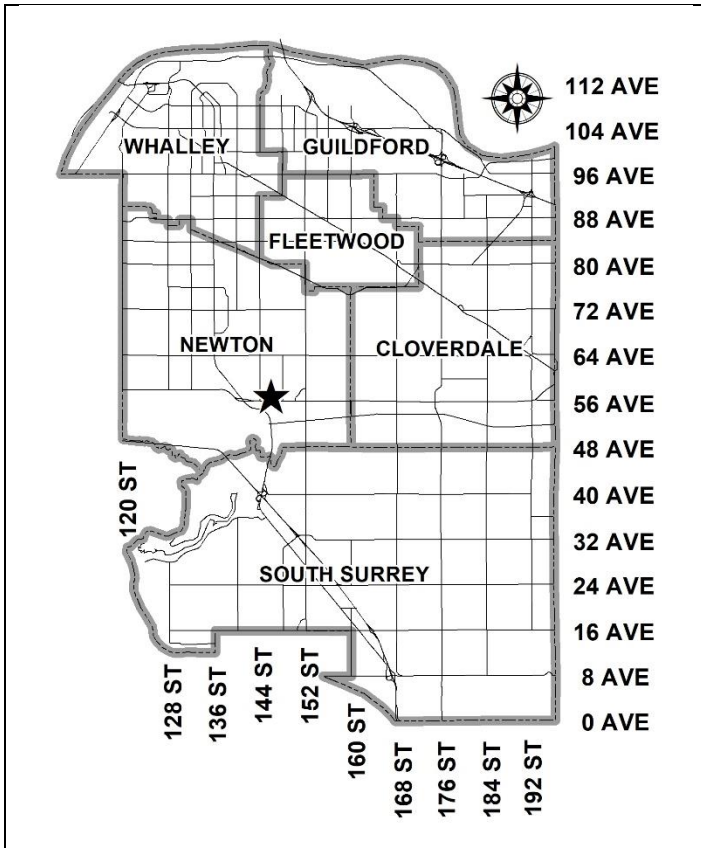 112 AVE
104 AVE
WHALLEY
GUILDFORD
96 AVE
88 AVE
FLEETWOOD
80 AVE
72 AVE
NEWTON
CLOVERDALE
64 AVE
56 AVE
48 AVE
120 ST
40 AVE
32 AVE
SOUTH SURREY
24 AVE
16 AVE
8 AVE
128 ST
136 ST
144 ST
152 ST
160 ST
0 AVE
168 ST
176 ST
184 ST
192 ST